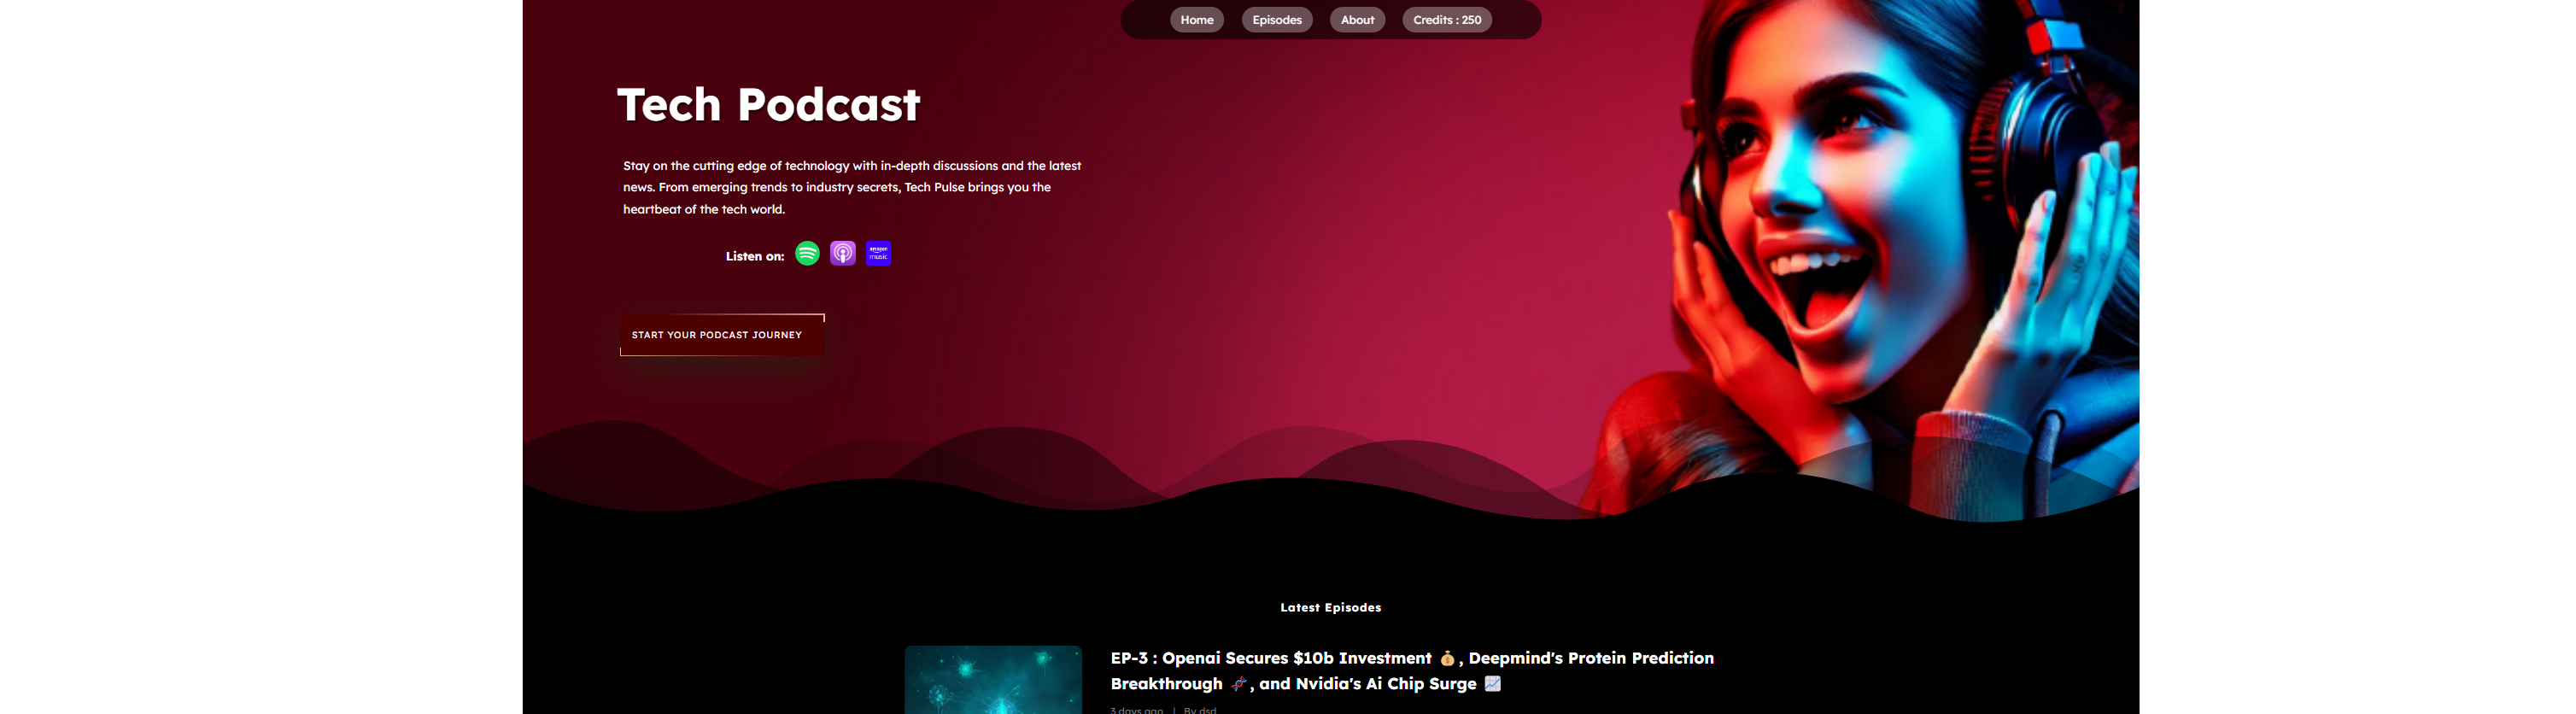 Home Episodes About Credits : 250
Tech Podcast
Stay on the cutting edge of technology with in-depth discussions and the latest
news. From emerging trends to industry secrets, Tech Pulse brings you the
heartbeat of the tech world.
Listen on:
amazon
music
START YOUR PODCAST JOURNEY
Latest Episodes
EP-3 : Openai Secures $10b Investment 💰, Deepmind's Protein Prediction
Breakthrough 🧬, and Nvidia's Ai Chip Surge 📈
3 days ago | By dsd